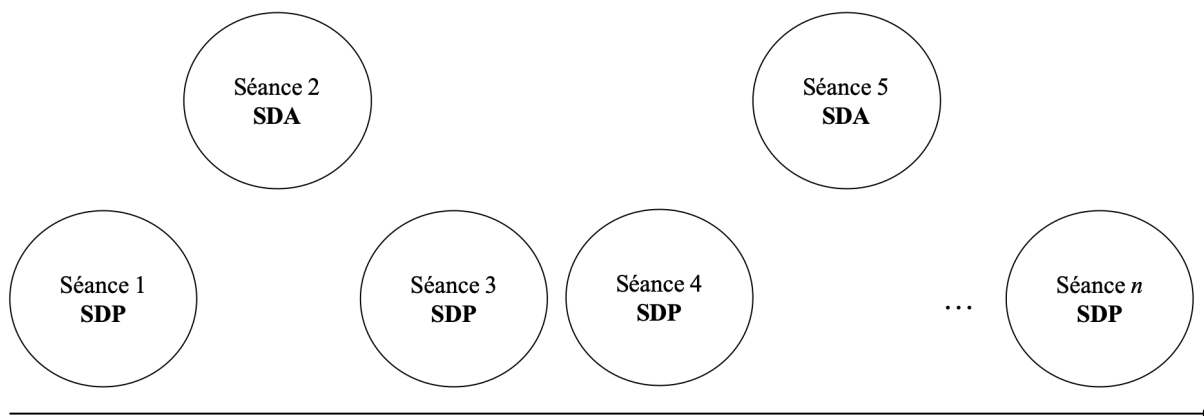 Séance 2
SDA
Séance 5
SDA
Séance 1
SDP
Séance 3
SDP
Séance 4
SDP
...
Séance n
SDP